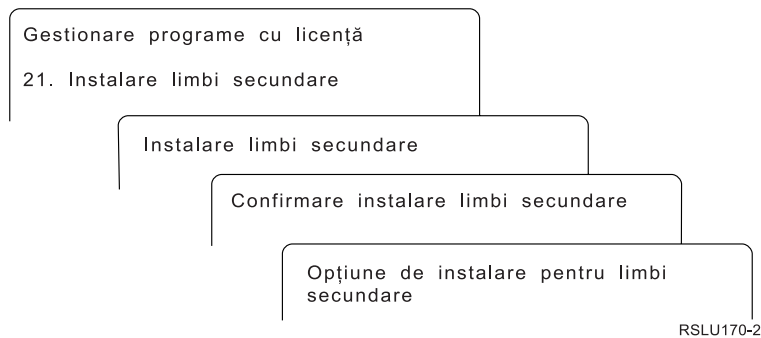 Gestionare programe cu licență
21. Instalare limbi secundare
Instalare limbi secundare
Confirmare instalare limbi secundare
Opțiune de instalare pentru limbi
secundare
RSLU170-2